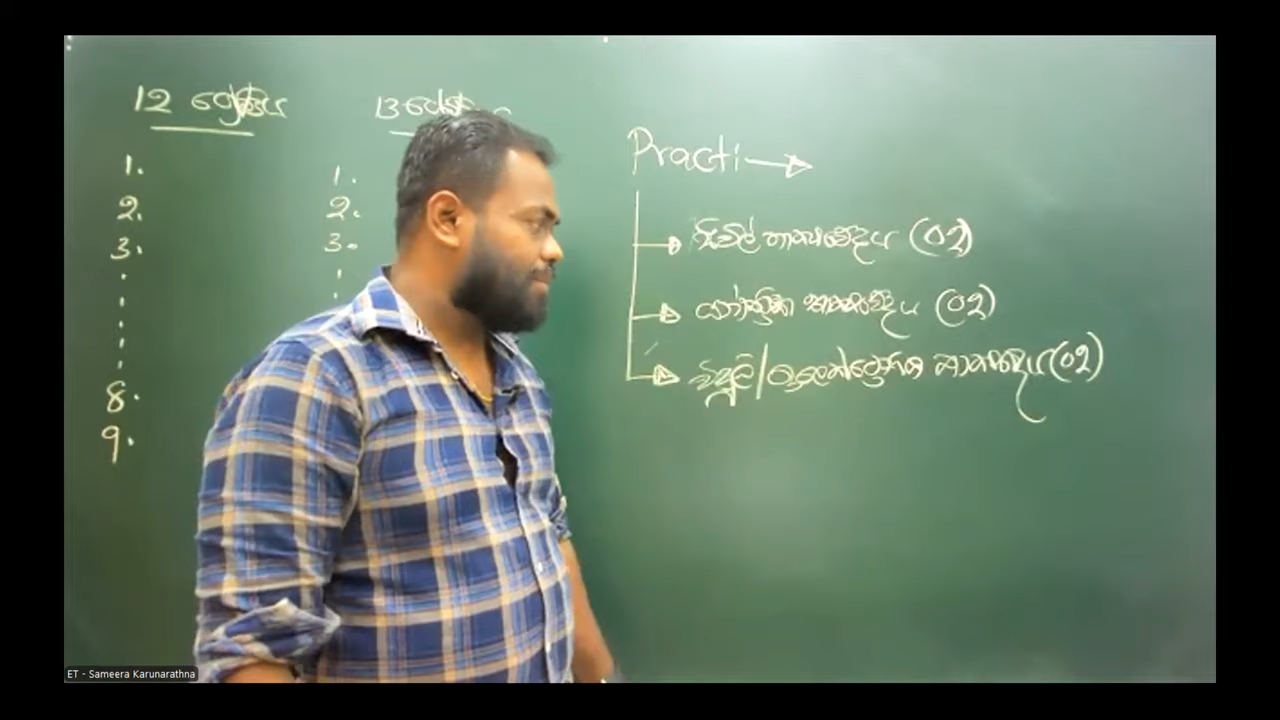 12 ශ්‍රේණිය
13 ශ්‍රේණිය
1.
2.
3.
8.
9.
1.
2.
3.
Practi
සිවිල් තාක්ෂණවේදය (02)
යාන්ත්‍රික තාක්ෂණවේදය (02)
විදුලි/ඉලෙක්ට්‍රොනික තාක්ෂණවේදය (02)
ET - Sameera Karunarathna